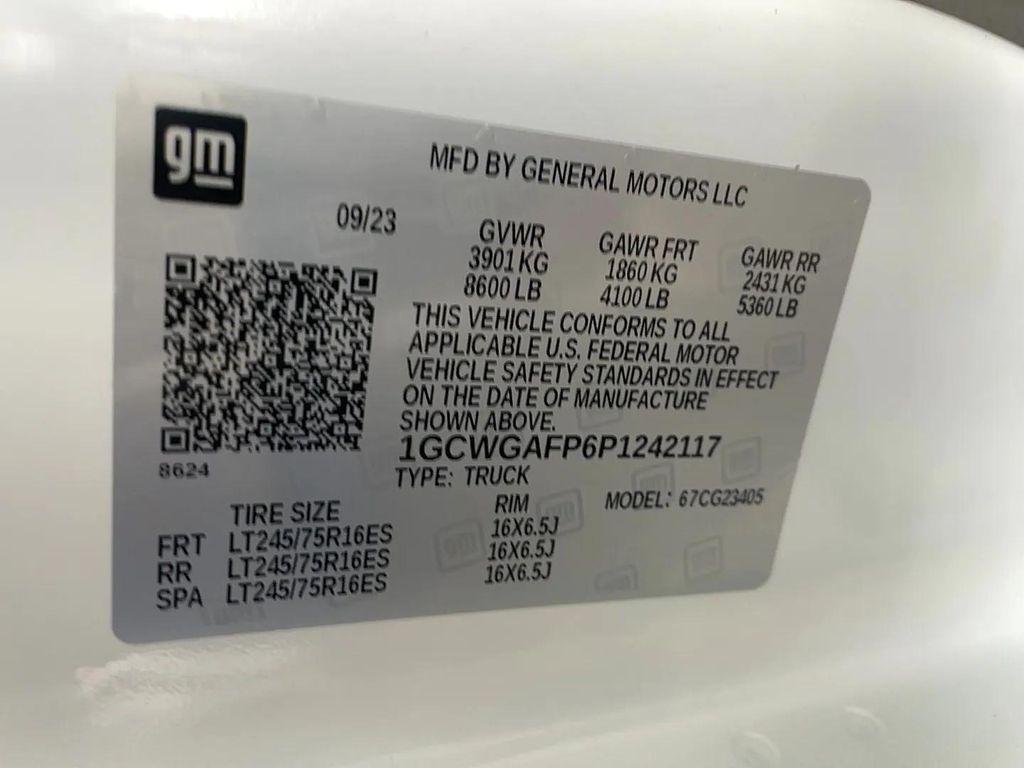 gm
MFD BY GENERAL MOTORS LLC
09/23
GVWR GAWR FRT GAWR RR
3901 KG 1860 KG 2431 KG
8600 LB 4100 LB 5360 LB
THIS VEHICLE CONFORMS TO ALL
APPLICABLE U.S. FEDERAL MOTOR
VEHICLE SAFETY STANDARDS IN EFFECT
ON THE DATE OF MANUFACTURE
SHOWN ABOVE.
8624
1GCWGAFP6P1242117
TYPE: TRUCK
MODEL: 67CG23405
TIRE SIZE RIM
FRT LT245/75R16ES 16X6.5J
RR LT245/75R16ES 16X6.5J
SPA LT245/75R16ES 16X6.5J